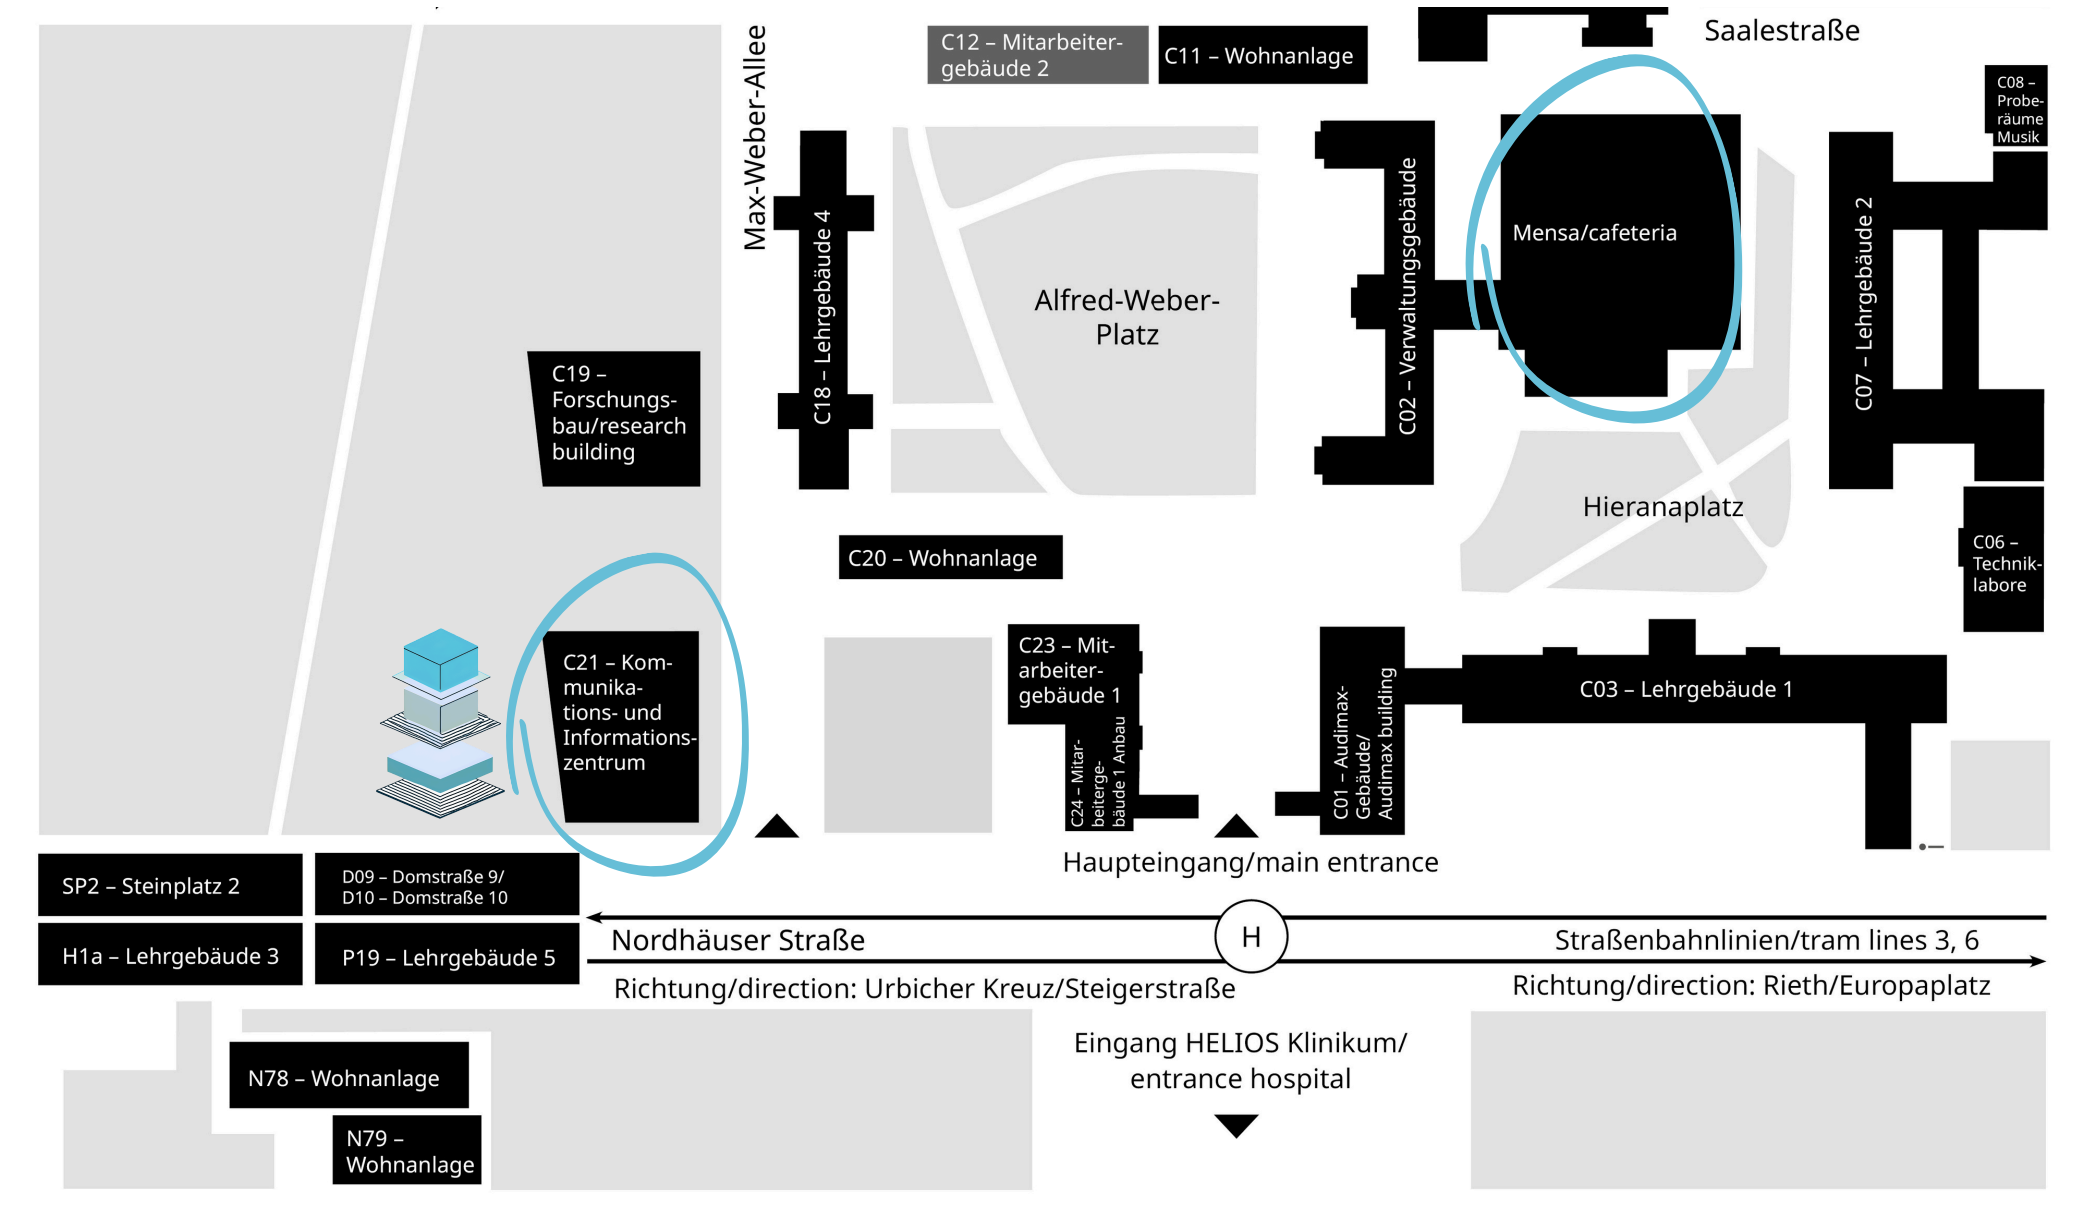 Saalestraße
Max-Weber-Allee
C12 – Mitarbeiter-
gebäude 2
C11 – Wohnanlage
C08 –
Probe-
räume
Musik
C18 – Lehrgebäude 4
Alfred-Weber-
Platz
C02 – Verwaltungsgebäude
Mensa/cafeteria
C07 – Lehrgebäude 2
C19 –
Forschungs-
bau/research
building
Hieranaplatz
C20 – Wohnanlage
C06 –
Technik-
labore
C21 – Kom-
munika-
tions- und
Informations-
zentrum
C23 – Mit-
arbeiter-
gebäude 1
C24 – Mitar-
beiterge-
bäude 1 Anbau
C01 – Audimax-
Gebäude/
Audimax building
C03 – Lehrgebäude 1
Haupteingang/main entrance
SP2 – Steinplatz 2
D09 – Domstraße 9/
D10 – Domstraße 10
H1a – Lehrgebäude 3
P19 – Lehrgebäude 5
Nordhäuser Straße
H
Straßenbahnlinien/tram lines 3, 6
Richtung/direction: Urbicher Kreuz/Steigerstraße
Richtung/direction: Rieth/Europaplatz
Eingang HELIOS Klinikum/
entrance hospital
N78 – Wohnanlage
N79 –
Wohnanlage